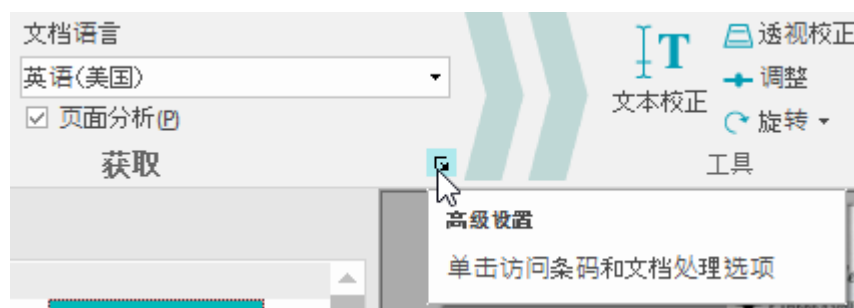 文档语言
英语(美国)
页面分析(P)
获取
T
文本校正
透视校正
调整
旋转
工具
高级设置
单击访问条码和文档处理选项